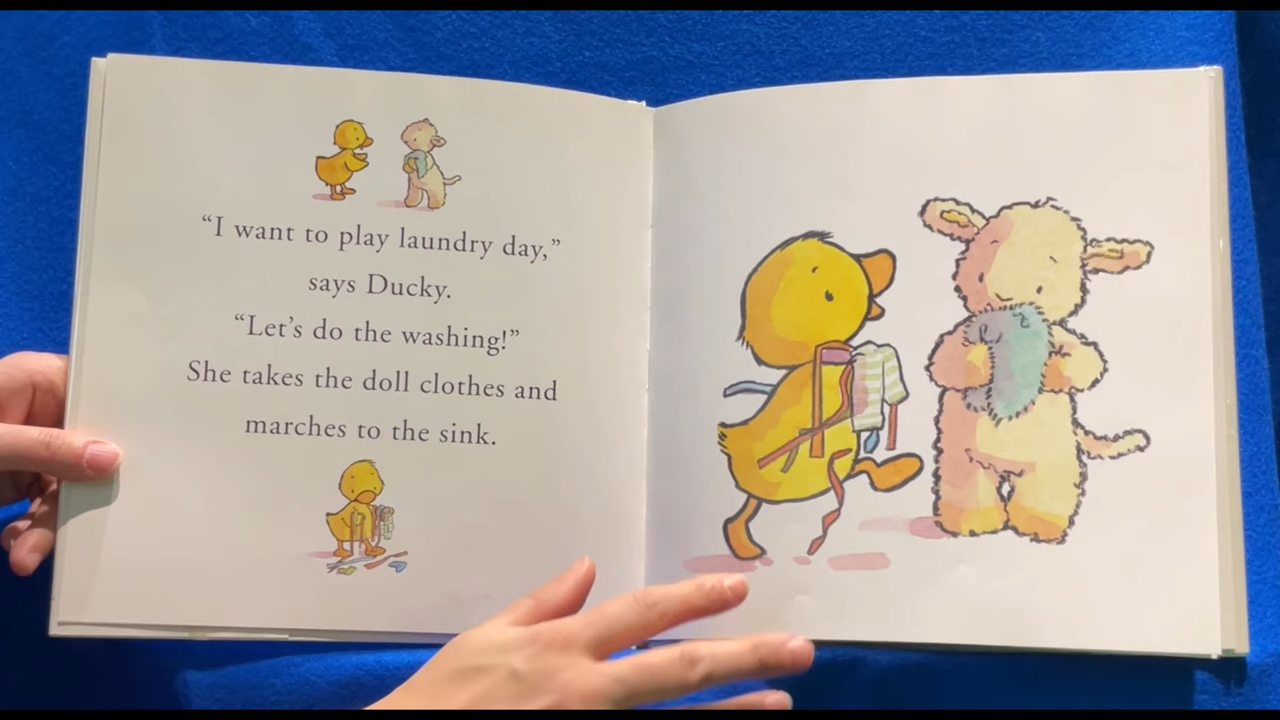 “I want to play laundry day,”
says Ducky.
“Let’s do the washing!”
She takes the doll clothes and
marches to the sink.